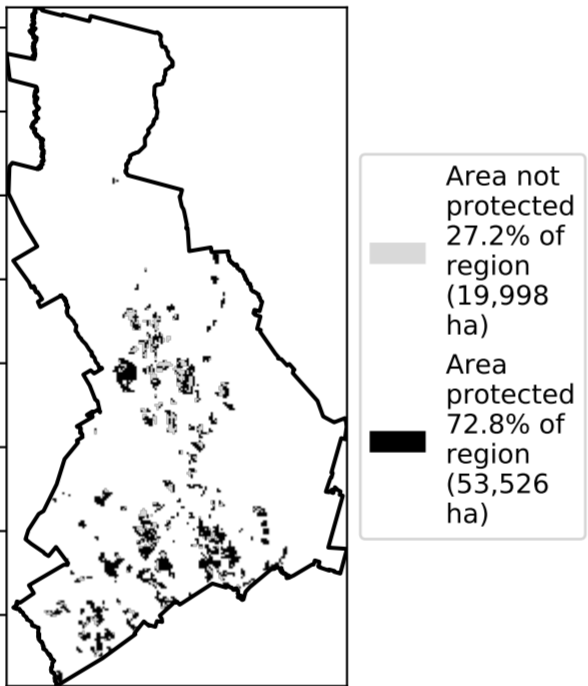 Area not
protected
27.2% of
region
(19,998
ha)
Area
protected
72.8% of
region
(53,526
ha)